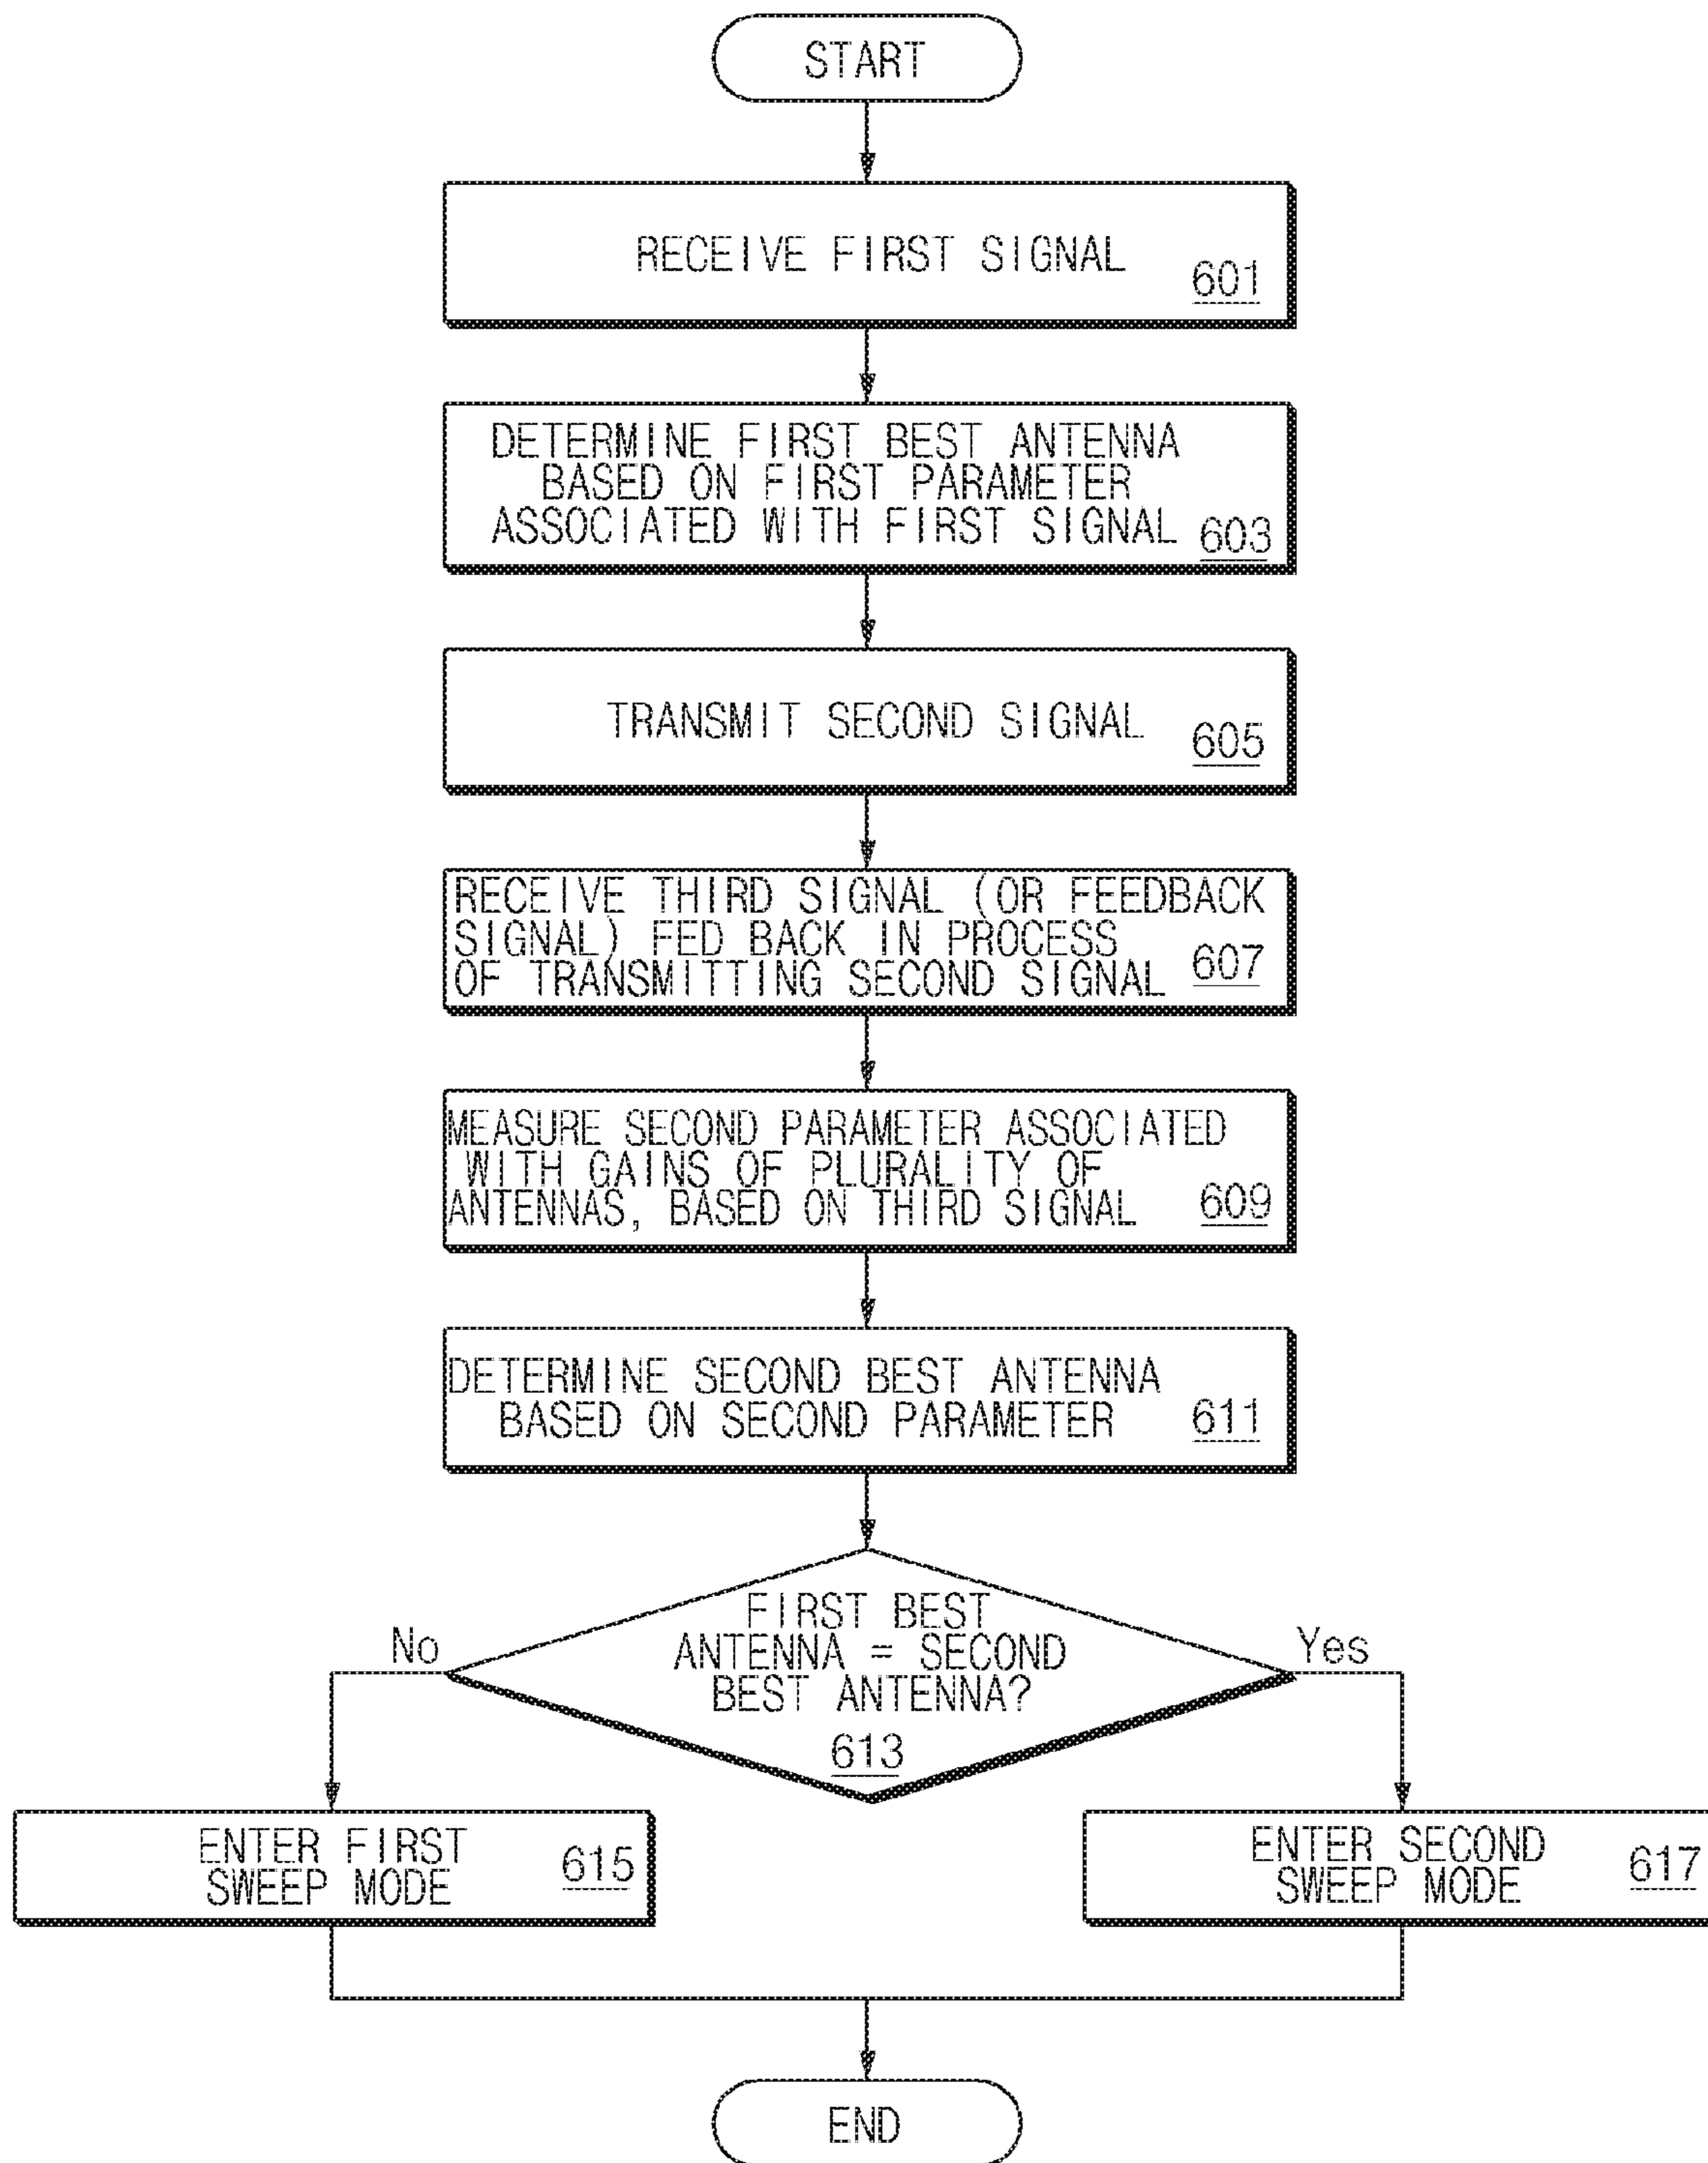 START
RECEIVE FIRST SIGNAL
601
DETERMINE FIRST BEST ANTENNA
BASED ON FIRST PARAMETER
ASSOCIATED WITH FIRST SIGNAL
603
TRANSMIT SECOND SIGNAL
605
RECEIVE THIRD SIGNAL (OR FEEDBACK
SIGNAL) FED BACK IN PROCESS
OF TRANSMITTING SECOND SIGNAL
607
MEASURE SECOND PARAMETER ASSOCIATED
WITH GAINS OF PLURALITY OF
ANTENNAS, BASED ON THIRD SIGNAL
609
DETERMINE SECOND BEST ANTENNA
BASED ON SECOND PARAMETER
611
FIRST BEST
ANTENNA = SECOND
BEST ANTENNA?
613
No
Yes
ENTER FIRST
SWEEP MODE
615
ENTER SECOND
SWEEP MODE
617
END